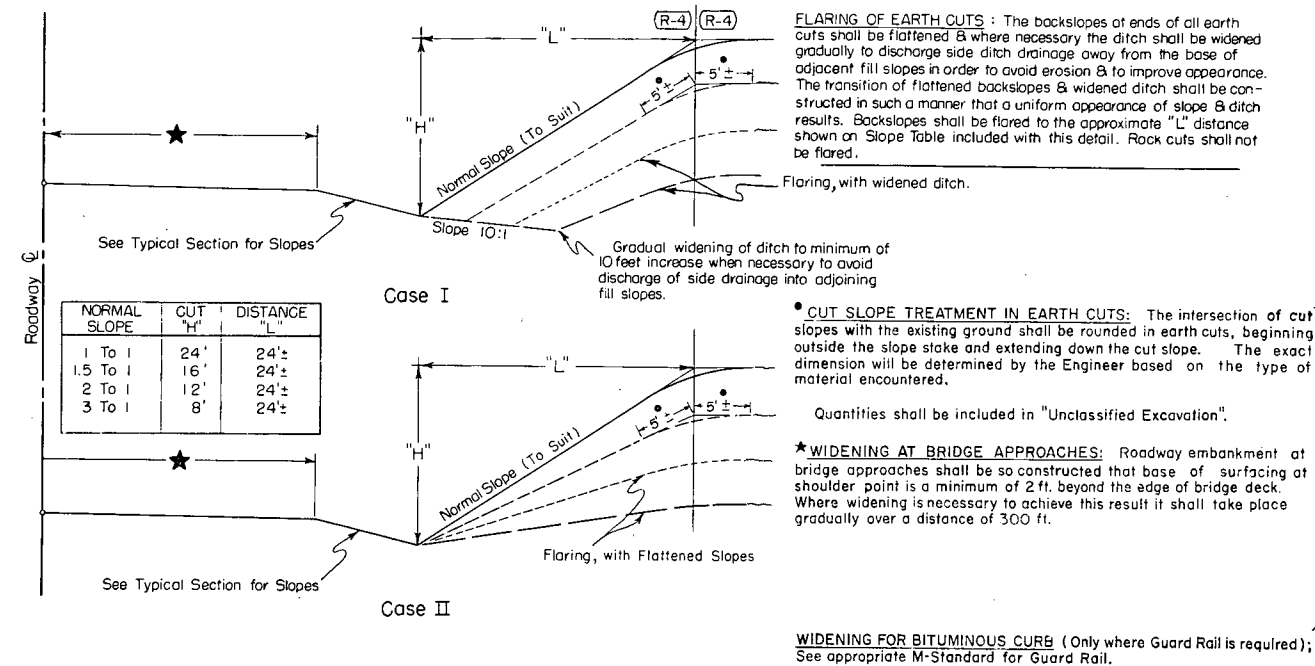 "L"
(R-4) (R-4)
5' ±
5' ±
"H"
★
Normal Slope (To Suit)
Slope 10:1
See Typical Section for Slopes
Gradual widening of ditch to minimum of
10 feet increase when necessary to avoid
discharge of side drainage into adjoining
fill slopes.
Flaring, with widened ditch.
Case I
Roadway ℄
NORMAL SLOPE | CUT "H" | DISTANCE "L"
1 To 1 | 24' | 24'±
1.5 To 1 | 16' | 24'±
2 To 1 | 12' | 24'±
3 To 1 | 8' | 24'±
"L"
5' ±
5' ±
"H"
★
Normal Slope (To Suit)
Flaring, with Flattened Slopes
See Typical Section for Slopes
Case II
FLARING OF EARTH CUTS : The backslopes at ends of all earth
cuts shall be flattened & where necessary the ditch shall be widened
gradually to discharge side ditch drainage away from the base of
adjacent fill slopes in order to avoid erosion & to improve appearance.
The transition of flattened backslopes & widened ditch shall be con-
structed in such a manner that a uniform appearance of slope & ditch
results. Backslopes shall be flared to the approximate "L" distance
shown on Slope Table included with this detail. Rock cuts shall not
be flared.
• CUT SLOPE TREATMENT IN EARTH CUTS: The intersection of cut
slopes with the existing ground shall be rounded in earth cuts, beginning
outside the slope stake and extending down the cut slope. The exact
dimension will be determined by the Engineer based on the type of
material encountered.
Quantities shall be included in "Unclassified Excavation".
★ WIDENING AT BRIDGE APPROACHES: Roadway embankment at
bridge approaches shall be so constructed that base of surfacing at
shoulder point is a minimum of 2 ft. beyond the edge of bridge deck.
Where widening is necessary to achieve this result it shall take place
gradually over a distance of 300 ft.
WIDENING FOR BITUMINOUS CURB (Only where Guard Rail is required);
See appropriate M-Standard for Guard Rail.